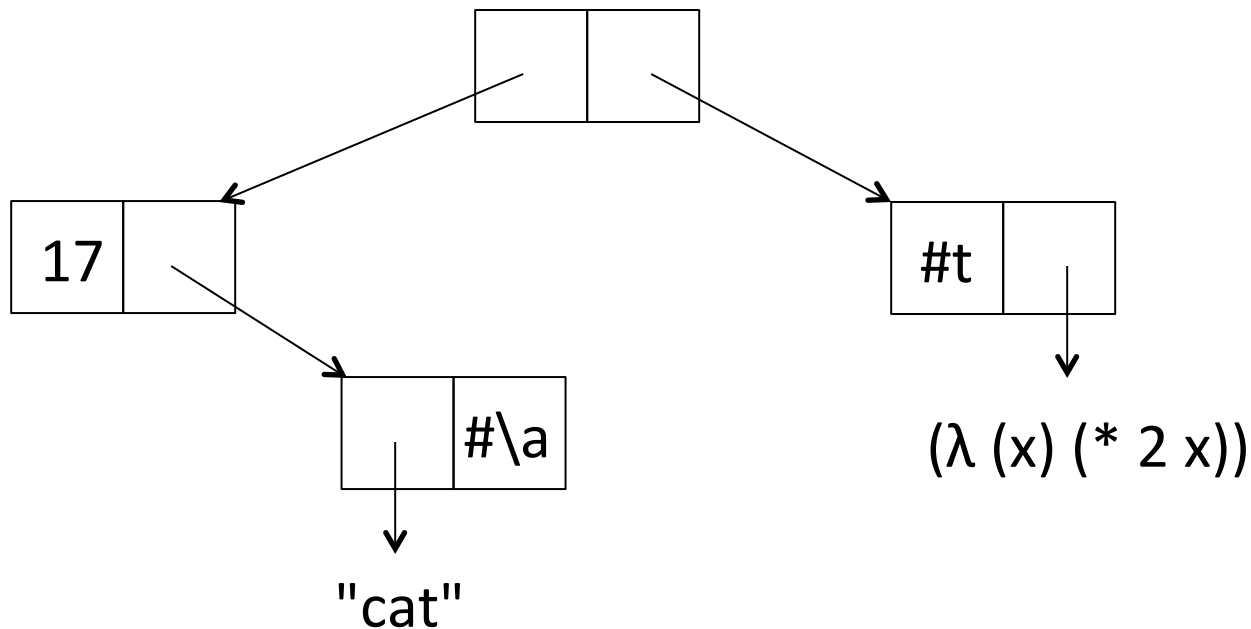 17
#t
#\a
(λ (x) (* 2 x))
"cat"